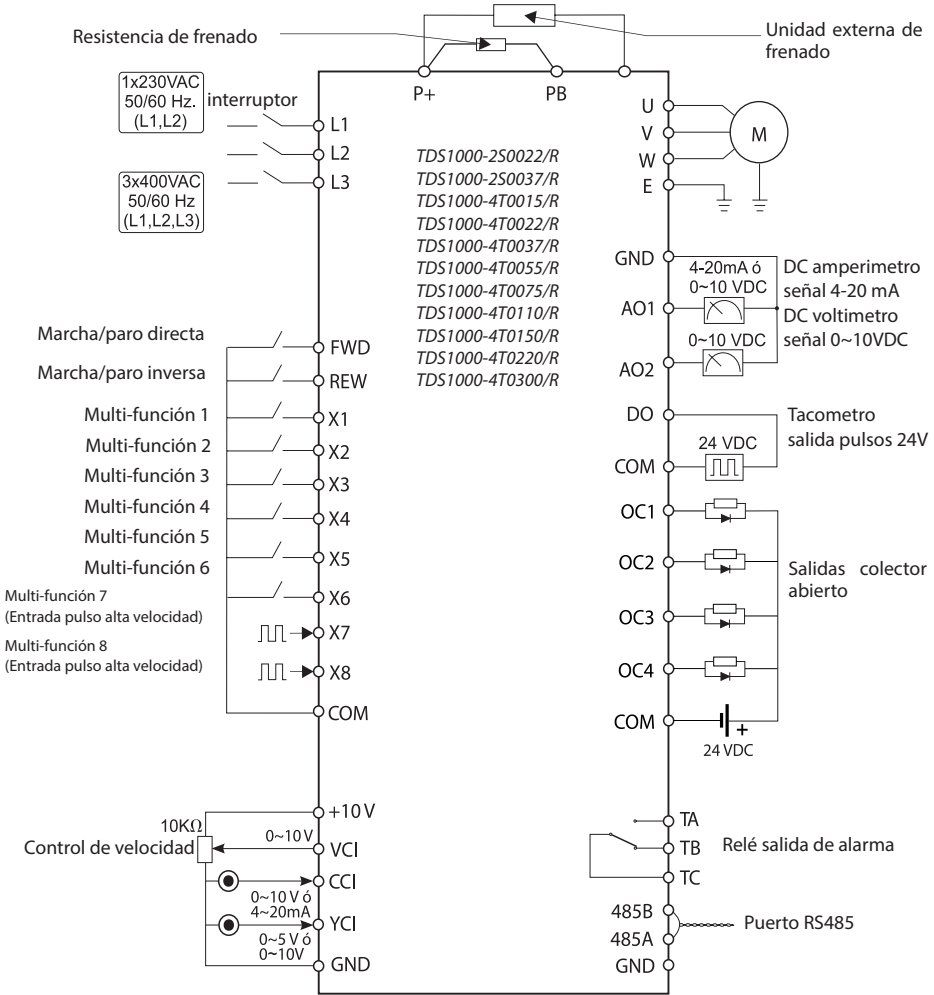 Resistencia de frenado
Unidad externa de
frenado
P+
PB
1x230VAC
50/60 Hz.
(L1,L2)
interruptor
L1
L2
L3
3x400VAC
50/60 Hz
(L1,L2,L3)
TDS1000-2S0022/R
TDS1000-2S0037/R
TDS1000-4T0015/R
TDS1000-4T0022/R
TDS1000-4T0037/R
TDS1000-4T0055/R
TDS1000-4T0075/R
TDS1000-4T0110/R
TDS1000-4T0150/R
TDS1000-4T0220/R
TDS1000-4T0300/R
U
V
W
E
M
GND
4-20mA ó
0~10 VDC
AO1
0~10 VDC
AO2
DC amperimetro
señal 4-20 mA
DC voltimetro
señal 0~10VDC
Marcha/paro directa
FWD
Marcha/paro inversa
REW
Multi-función 1
X1
Multi-función 2
X2
Multi-función 3
X3
Multi-función 4
X4
Multi-función 5
X5
Multi-función 6
X6
Multi-función 7
(Entrada pulso alta velocidad)
X7
Multi-función 8
(Entrada pulso alta velocidad)
X8
COM
DO
24 VDC
COM
Tacometro
salida pulsos 24V
OC1
OC2
OC3
OC4
Salidas colector
abierto
COM
+
24 VDC
+10 V
10KΩ
Control de velocidad
0~10 V
VCI
CCI
0~10 V ó
4~20mA
YCI
0~5 V ó
0~10V
GND
TA
TB
TC
Relé salida de alarma
485B
485A
Puerto RS485
GND